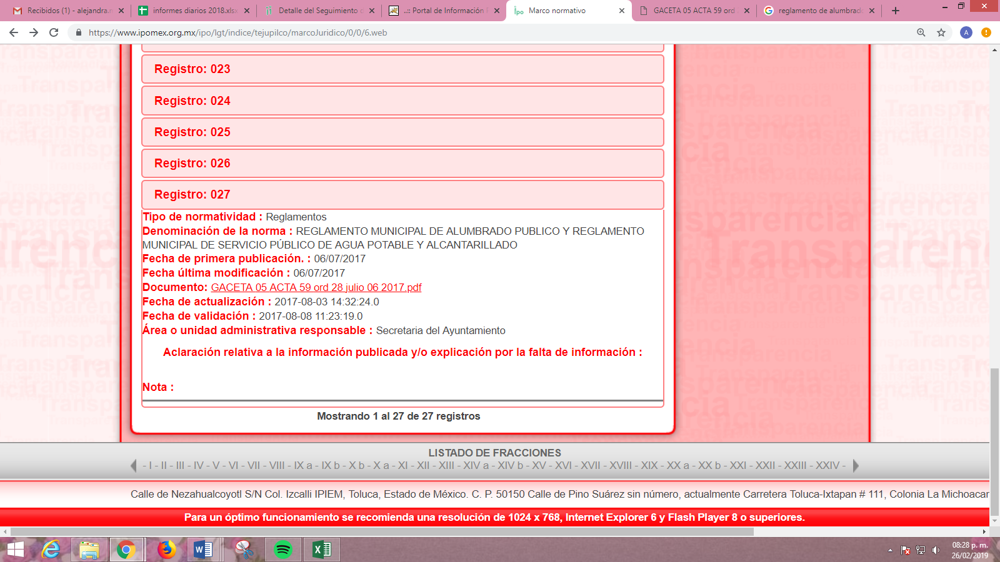 Recibidos (1) - alejandra.n
informes diarios 2018.xlsx
Detalle del Seguimiento d
..:: Portal de Información
Marco normativo
GACETA 05 ACTA 59 ord
reglamento de alumbrado
https://www.ipomex.org.mx/ipo/lgt/indice/tejupilco/marcoJuridico/0/0/6.web
A
Registro: 023
Registro: 024
Registro: 025
Registro: 026
Registro: 027
Tipo de normatividad : Reglamentos
Denominación de la norma : REGLAMENTO MUNICIPAL DE ALUMBRADO PUBLICO Y REGLAMENTO
MUNICIPAL DE SERVICIO PÚBLICO DE AGUA POTABLE Y ALCANTARILLADO
Fecha de primera publicación. : 06/07/2017
Fecha última modificación : 06/07/2017
Documento: GACETA 05 ACTA 59 ord 28 julio 06 2017.pdf
Fecha de actualización : 2017-08-03 14:32:24.0
Fecha de validación : 2017-08-08 11:23:19.0
Área o unidad administrativa responsable : Secretaria del Ayuntamiento
Aclaración relativa a la información publicada y/o explicación por la falta de información :
Nota :
Mostrando 1 al 27 de 27 registros
LISTADO DE FRACCIONES
- I - II - III - IV - V - VI - VII - VIII - IX a - IX b - X b - X a - XI - XII - XIII - XIV a - XIV b - XV - XVI - XVII - XVIII - XIX - XX a - XX b - XXI - XXII - XXIII - XXIV -
Calle de Nezahualcoyotl S/N Col. Izcalli IPIEM, Toluca, Estado de México. C. P. 50150 Calle de Pino Suárez sin número, actualmente Carretera Toluca-Ixtapan # 111, Colonia La Michoacar
Para un óptimo funcionamiento se recomienda una resolución de 1024 x 768, Internet Explorer 6 y Flash Player 8 o superiores.
08:28 p. m.
26/02/2019